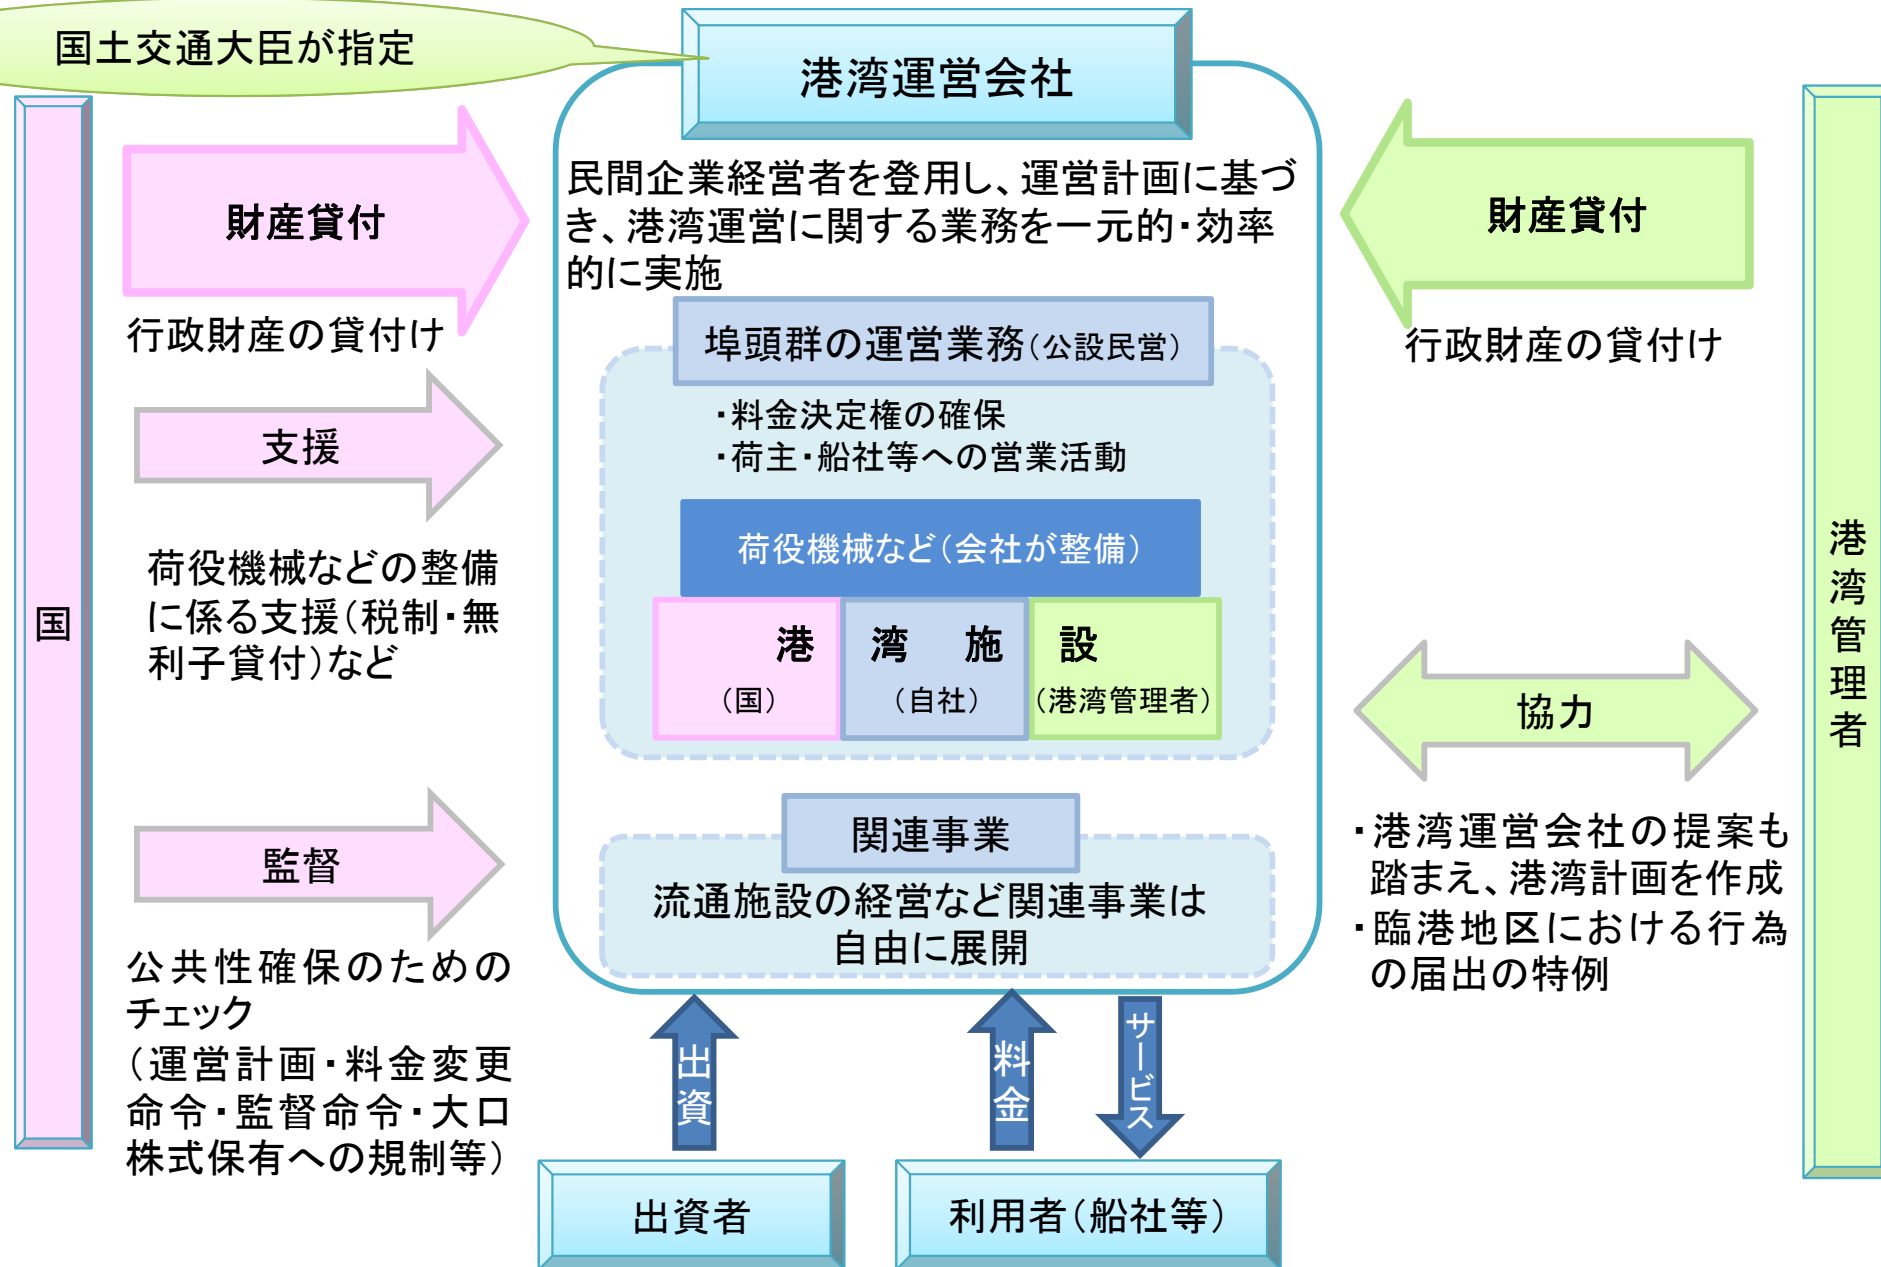 国土交通大臣が指定
港湾運営会社
民間企業経営者を登用し、運営計画に基づ
き、港湾運営に関する業務を一元的・効率
的に実施
国
財産貸付
行政財産の貸付け
支援
荷役機械などの整備
に係る支援（税制・無
利子貸付）など
監督
公共性確保のための
チェック
（運営計画・料金変更
命令・監督命令・大口
株式保有への規制等）
埠頭群の運営業務（公設民営）
・料金決定権の確保
・荷主・船社等への営業活動
荷役機械など（会社が整備）
港湾施設
（国）
（自社）
（港湾管理者）
関連事業
流通施設の経営など関連事業は
自由に展開
財産貸付
行政財産の貸付け
協力
・港湾運営会社の提案も
踏まえ、港湾計画を作成
・臨港地区における行為
の届出の特例
港湾管理者
出資
料金
サービス
出資者
利用者（船社等）